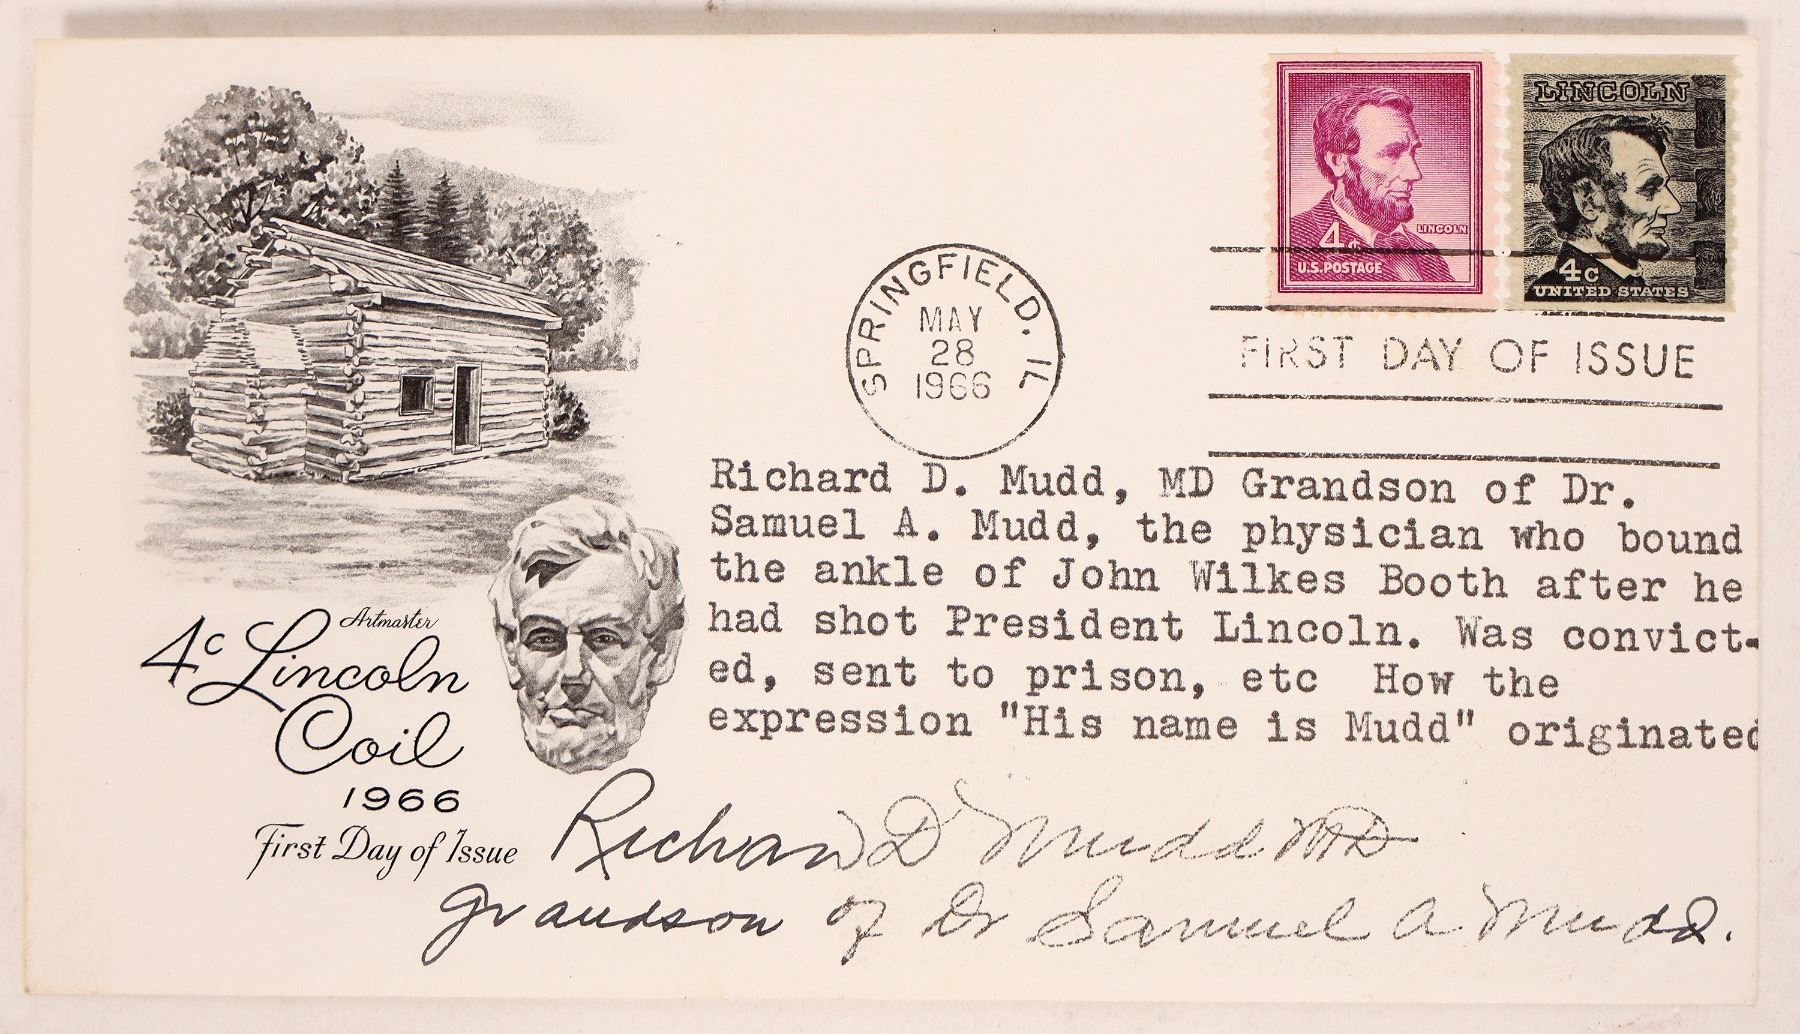 LINCOLN
4¢
LINCOLN
U.S. POSTAGE
4c
UNITED STATES
SPRINGFIELD. IL
MAY
28
1966
FIRST DAY OF ISSUE
Richard D. Mudd, MD Grandson of Dr.
Samuel A. Mudd, the physician who bound
the ankle of John Wilkes Booth after he
had shot President Lincoln. Was convict-
ed, sent to prison, etc How the
expression "His name is Mudd" originated
Artmaster
4c Lincoln
Coil
1966
First Day of Issue
Richard D Mudd MD
Grandson of Dr Samuel A Mudd.